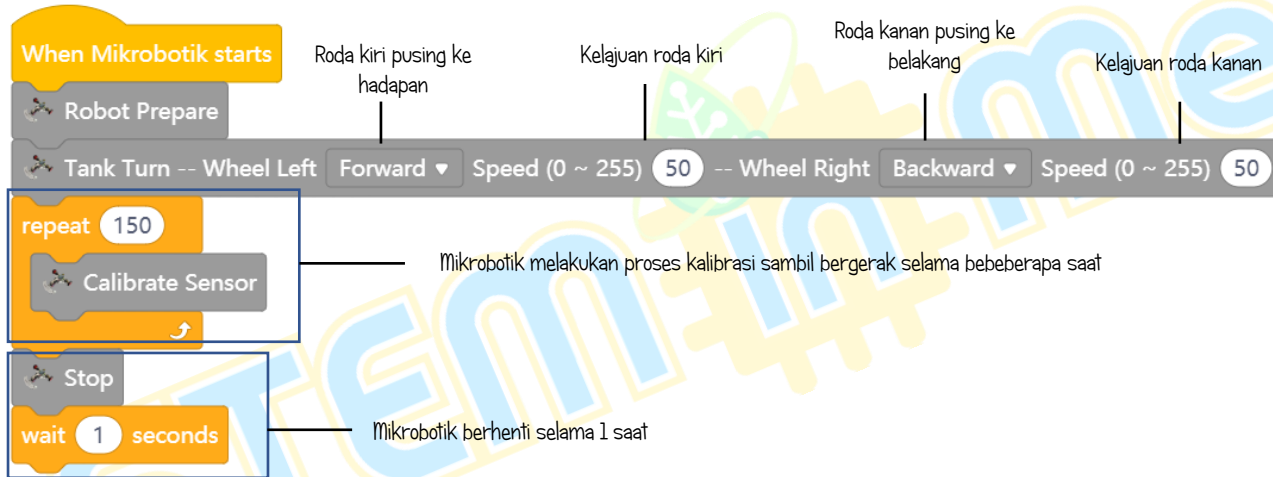 When Mikrobotik starts
Roda kiri pusing ke
hadapan
Kelajuan roda kiri
Roda kanan pusing ke
belakang
Kelajuan roda kanan
Robot Prepare
Tank Turn -- Wheel Left Forward Speed (0 ~ 255) 50 -- Wheel Right Backward Speed (0 ~ 255) 50
repeat 150
Calibrate Sensor
Mikrobotik melakukan proses kalibrasi sambil bergerak selama bebeberapa saat
Stop
wait 1 seconds
Mikrobotik berhenti selama 1 saat
STEM in me